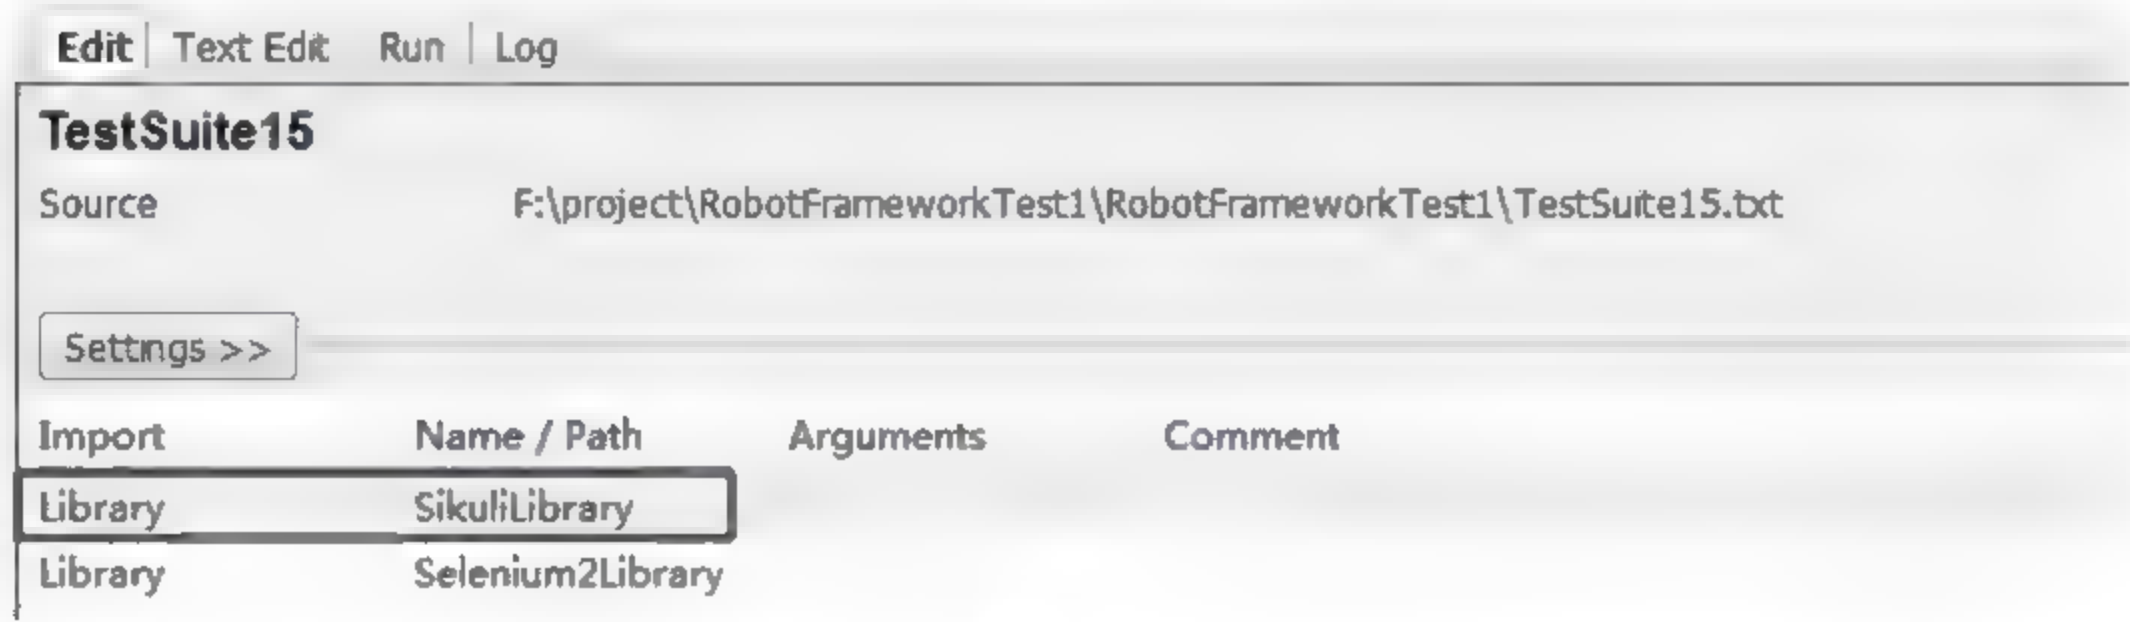 Edit Text Edit Run Log
TestSuite15
Source F:\project\RobotFrameworkTest1\RobotFrameworkTest1\TestSuite15.txt
Settings >>
Import Name / Path Arguments Comment
Library SikuliLibrary
Library Selenium2Library